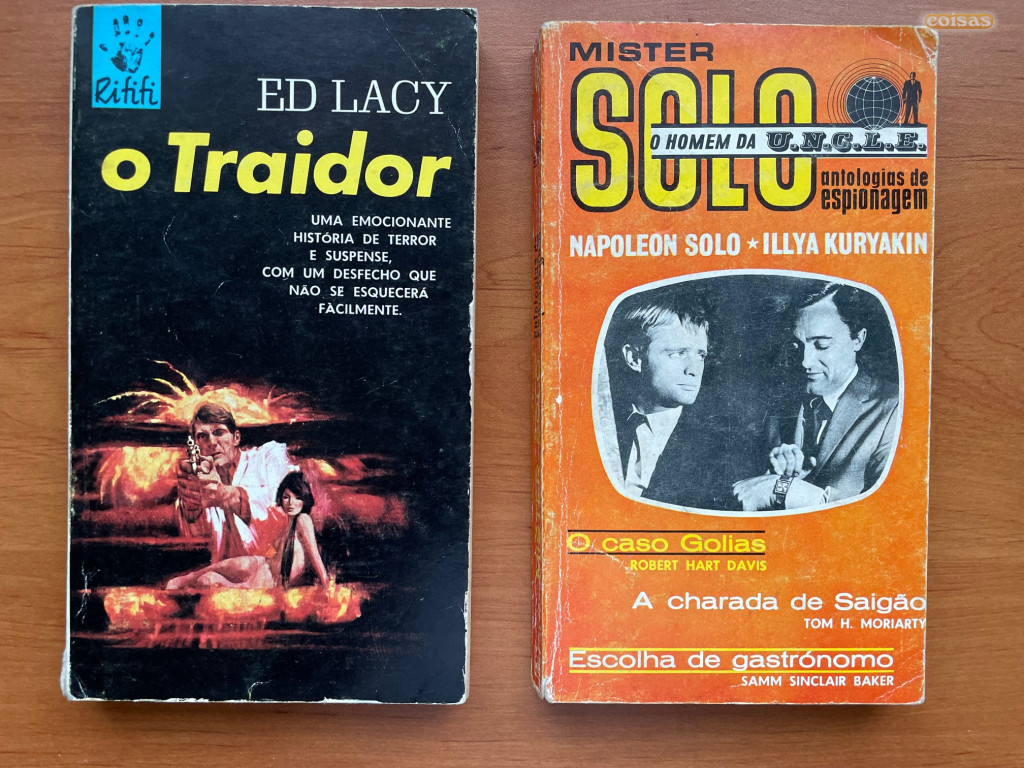 Rififi
ED LACY
o Traidor
UMA EMOCIONANTE
HISTÓRIA DE TERROR
E SUSPENSE,
COM UM DESFECHO QUE
NÃO SE ESQUECERÁ
FÀCILMENTE.
MISTER
SOLO
O HOMEM DA U.N.C.L.E.
antologias de
espionagem
NAPOLEON SOLO ★ ILLYA KURYAKIN
O caso Golias
ROBERT HART DAVIS
A charada de Saigão
TOM H. MORIARTY
Escolha de gastrónomo
SAMM SINCLAIR BAKER
coisas